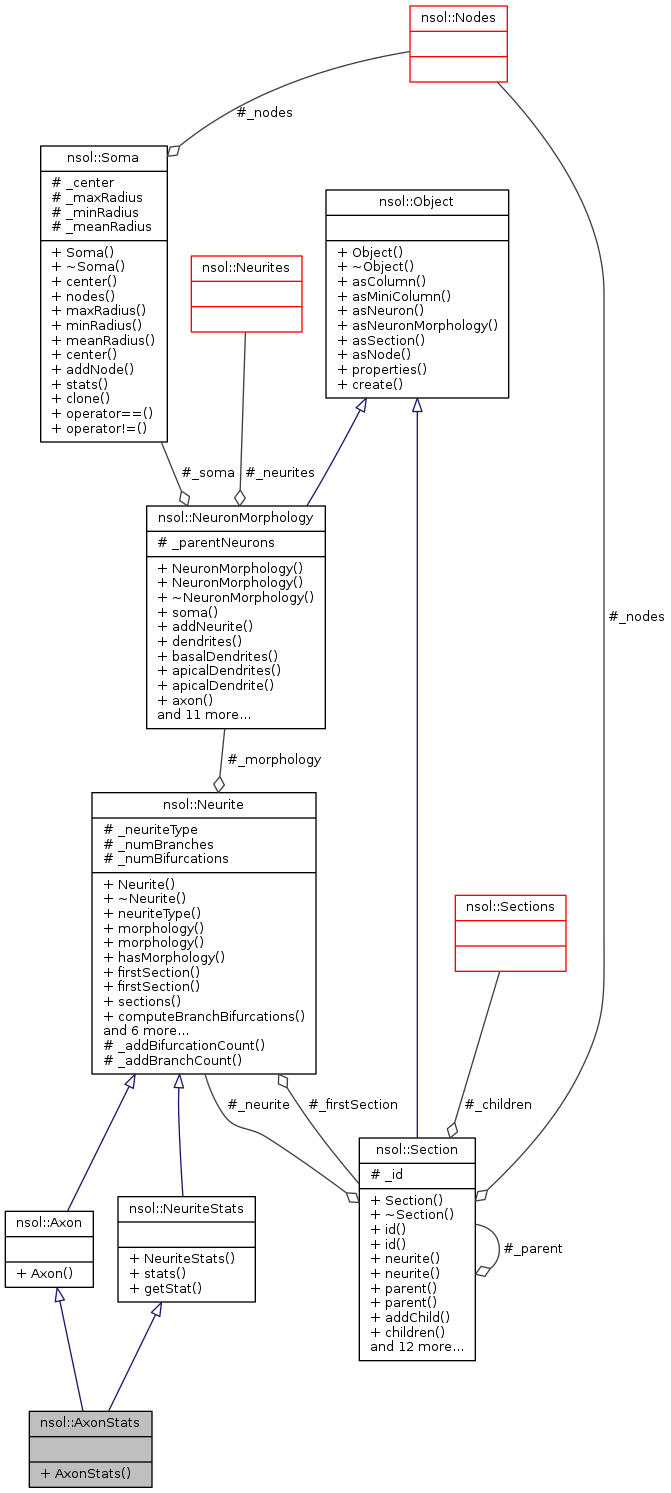 nsol::Nodes
#_nodes
nsol::Soma
# _center
# _maxRadius
# _minRadius
# _meanRadius
+ Soma()
+ ~Soma()
+ center()
+ nodes()
+ maxRadius()
+ minRadius()
+ meanRadius()
+ center()
+ addNode()
+ stats()
+ clone()
+ operator==()
+ operator!=()
nsol::Neurites
nsol::Object
+ Object()
+ ~Object()
+ asColumn()
+ asMiniColumn()
+ asNeuron()
+ asNeuronMorphology()
+ asSection()
+ asNode()
+ properties()
+ create()
#_soma
#_neurites
nsol::NeuronMorphology
# _parentNeurons
+ NeuronMorphology()
+ NeuronMorphology()
+ ~NeuronMorphology()
+ soma()
+ addNeurite()
+ dendrites()
+ basalDendrites()
+ apicalDendrites()
+ apicalDendrite()
+ axon()
and 11 more...
#_nodes
#_morphology
nsol::Neurite
# _neuriteType
# _numBranches
# _numBifurcations
+ Neurite()
+ ~Neurite()
+ neuriteType()
+ morphology()
+ morphology()
+ hasMorphology()
+ firstSection()
+ firstSection()
+ sections()
+ computeBranchBifurcations()
and 6 more...
# _addBifurcationCount()
# _addBranchCount()
nsol::Sections
#_neurite
#_firstSection
#_children
nsol::Section
# _id
+ Section()
+ ~Section()
+ id()
+ id()
+ neurite()
+ neurite()
+ parent()
+ parent()
+ addChild()
+ children()
and 12 more...
#_parent
nsol::Axon
+ Axon()
nsol::NeuriteStats
+ NeuriteStats()
+ stats()
+ getStat()
nsol::AxonStats
+ AxonStats()